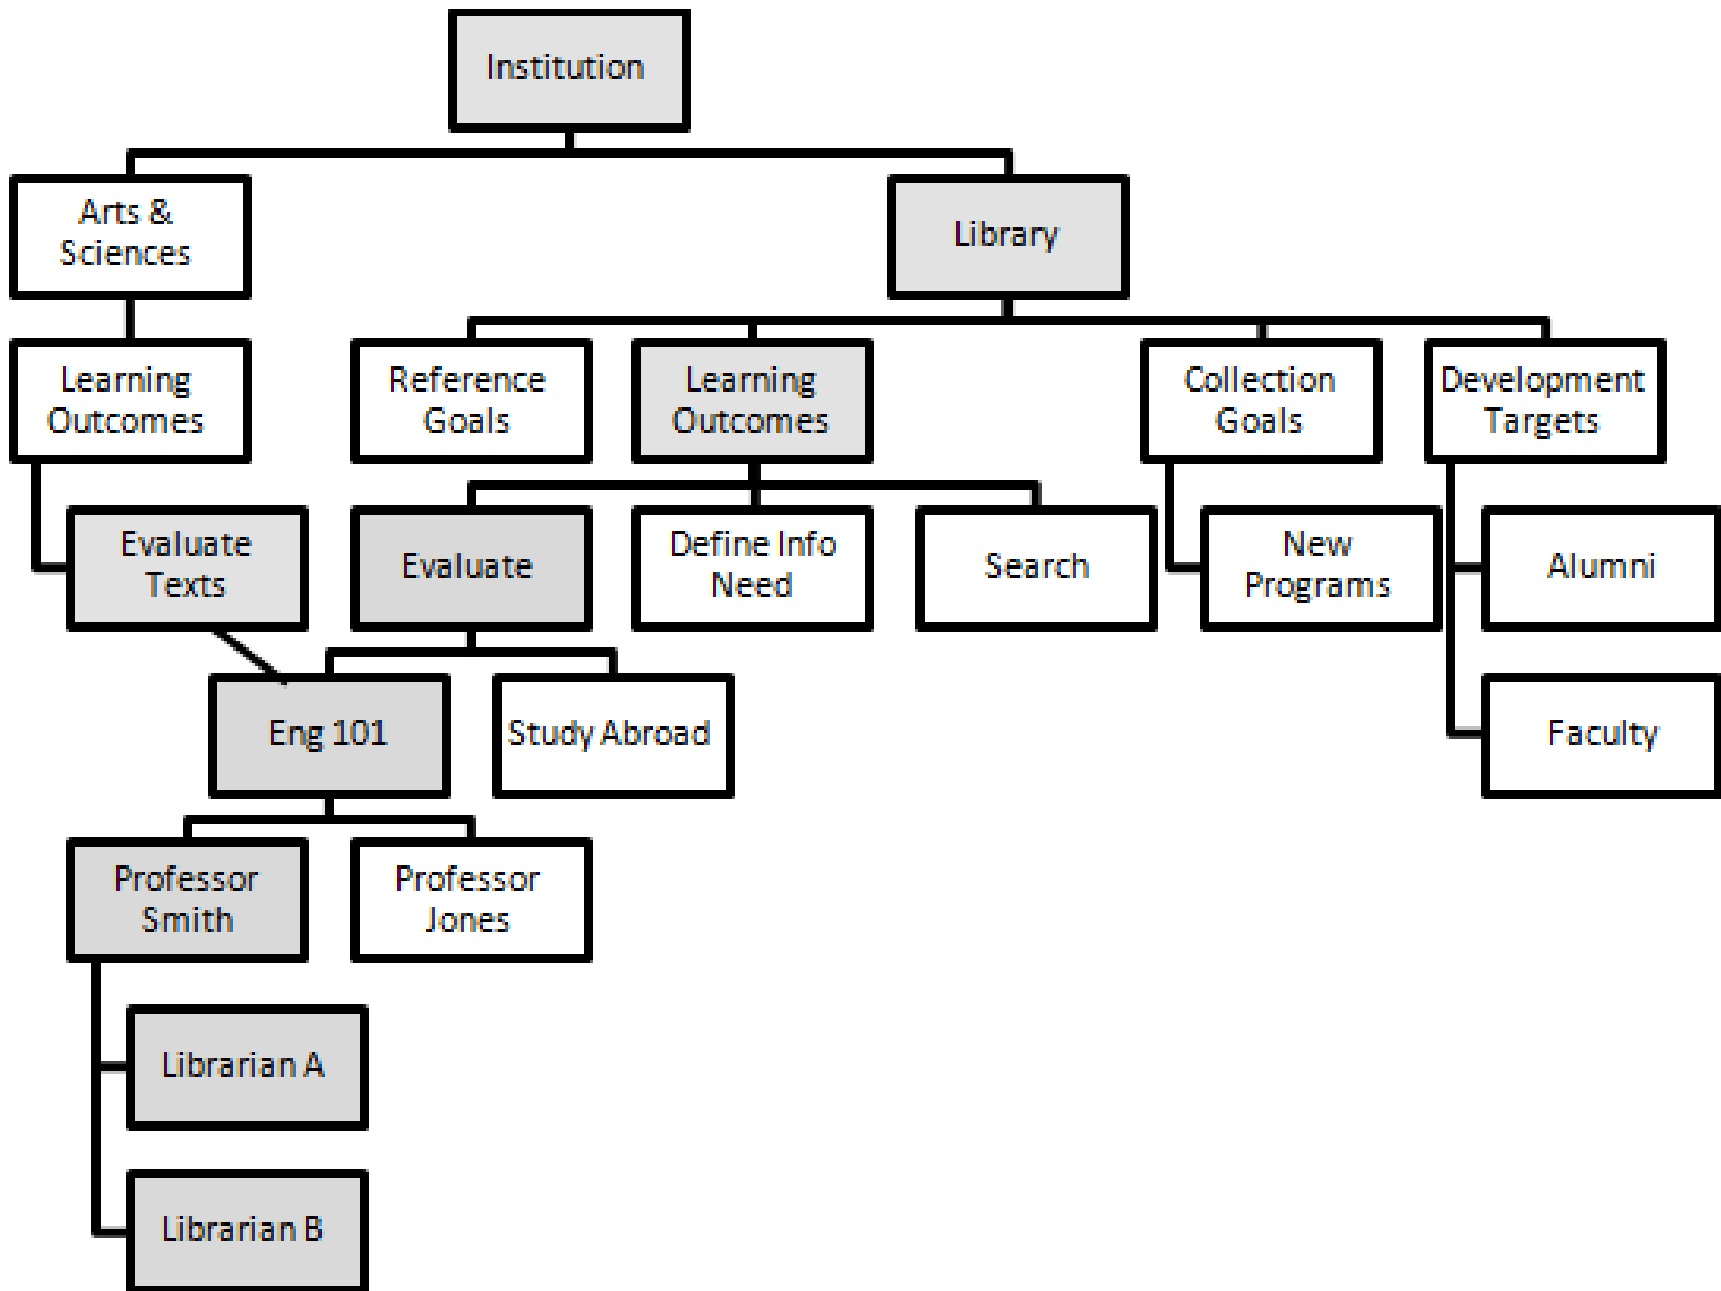 Institution
Arts &
Sciences
Library
Learning
Outcomes
Reference
Goals
Learning
Outcomes
Collection
Goals
Development
Targets
Evaluate
Texts
Evaluate
Define Info
Need
Search
New
Programs
Alumni
Eng 101
Study Abroad
Faculty
Professor
Smith
Professor
Jones
Librarian A
Librarian B